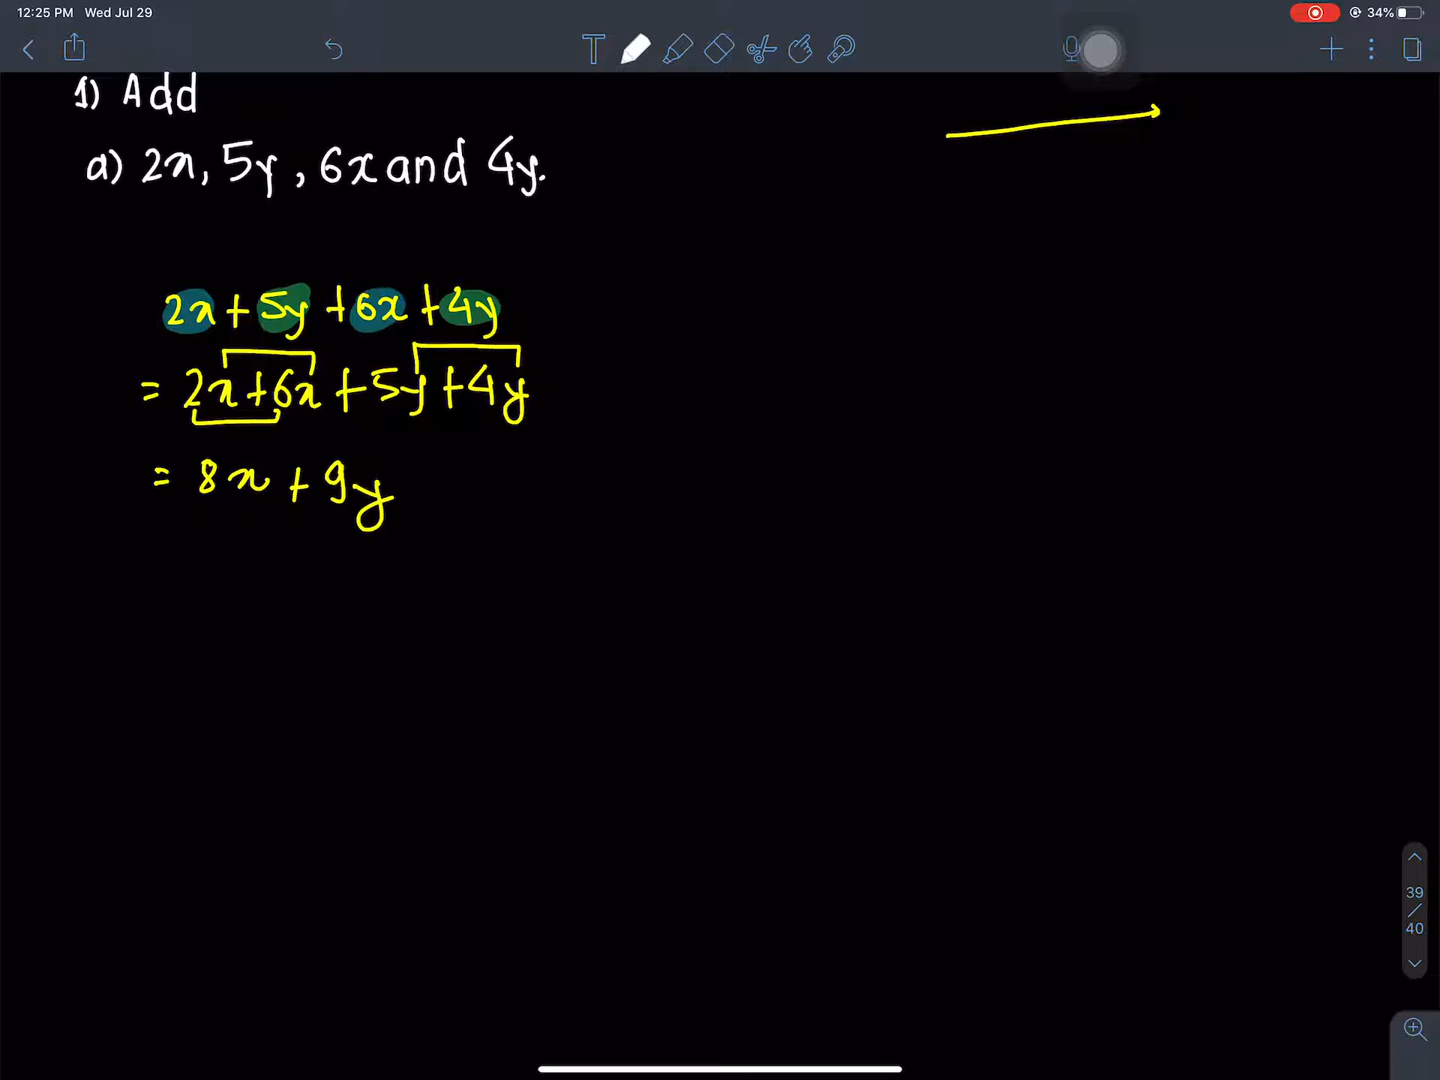 12:25 PM Wed Jul 29 34%
1) Add
a) 2x, 5y, 6x and 4y.
2x + 5y + 6x + 4y
= 2x + 6x + 5y + 4y
= 8x + 9y
39
/
40